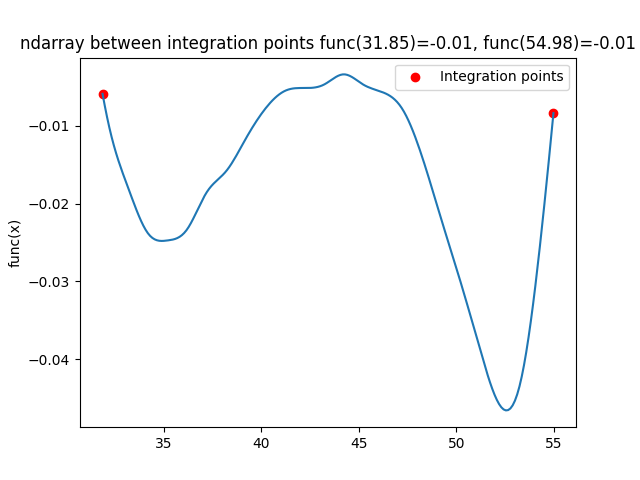 ndarray between integration points func(31.85)=-0.01, func(54.98)=-0.01
Integration points
−0.01
−0.02
−0.03
−0.04
func(x)
35 40 45 50 55